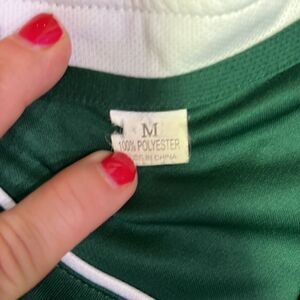 M
100% POLYESTER
IN CHINA